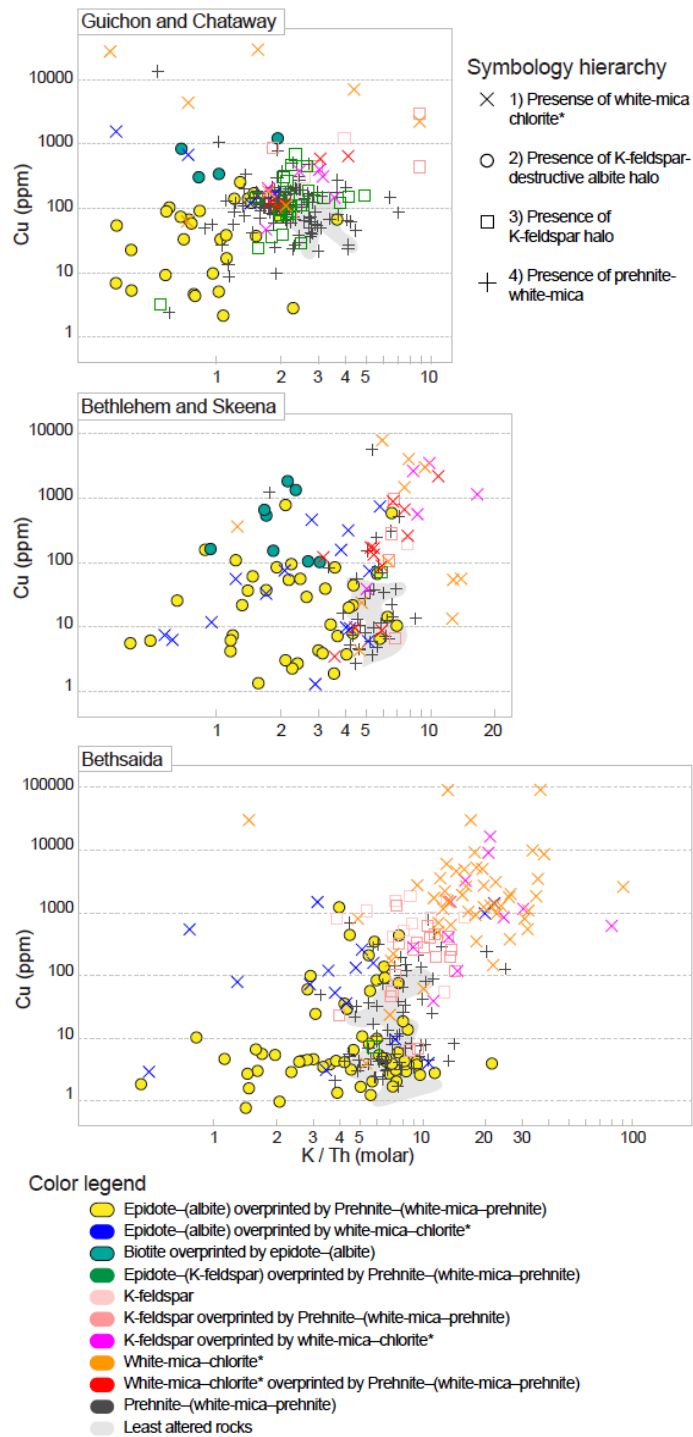 Guichon and Chataway
Cu (ppm)
10000
1000
100
10
1
1 2 3 4 5 10
Symbology hierarchy
1) Presense of white-mica
chlorite*
2) Presence of K-feldspar-
destructive albite halo
3) Presence of
K-feldspar halo
4) Presence of prehnite-
white-mica
Bethlehem and Skeena
Cu (ppm)
10000
1000
100
10
1
1 2 3 4 5 10 20
Bethsaida
Cu (ppm)
100000
10000
1000
100
10
1
1 2 3 4 5 10 20 30 100
K / Th (molar)
Color legend
Epidote–(albite) overprinted by Prehnite–(white-mica–prehnite)
Epidote–(albite) overprinted by white-mica–chlorite*
Biotite overprinted by epidote–(albite)
Epidote–(K-feldspar) overprinted by Prehnite–(white-mica–prehnite)
K-feldspar
K-feldspar overprinted by Prehnite–(white-mica–prehnite)
K-feldspar overprinted by white-mica–chlorite*
White-mica–chlorite*
White-mica–chlorite* overprinted by Prehnite–(white-mica–prehnite)
Prehnite–(white-mica–prehnite)
Least altered rocks